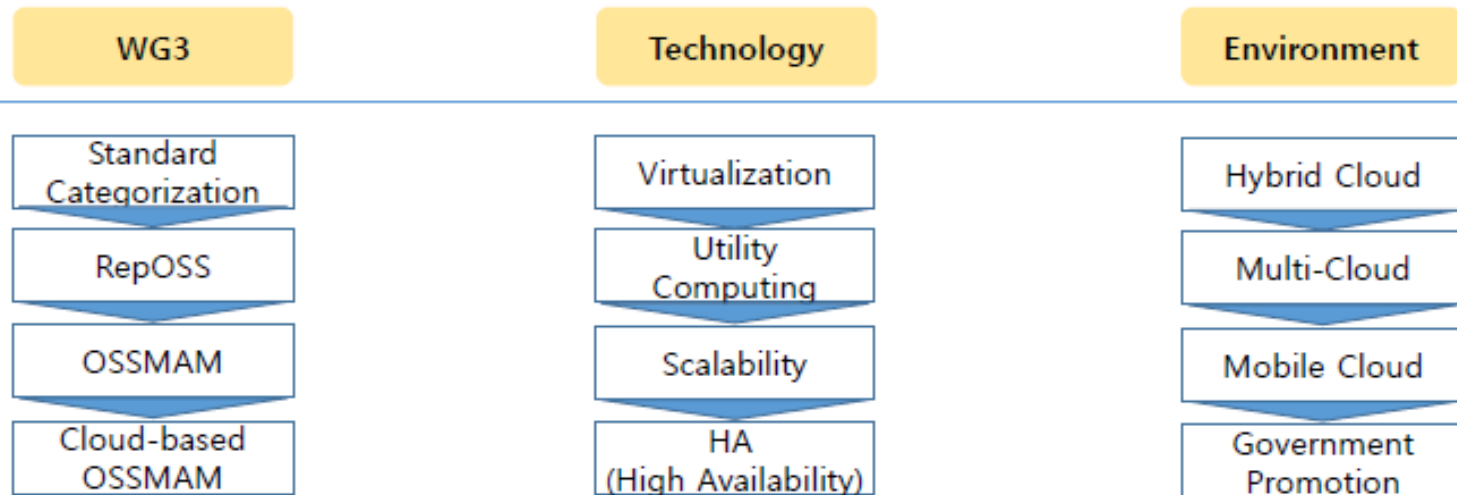 WG3
Technology
Environment
Standard
Categorization
RepOSS
OSSMAM
Cloud-based
OSSMAM
Virtualization
Utility
Computing
Scalability
HA
(High Availability)
Hybrid Cloud
Multi-Cloud
Mobile Cloud
Government
Promotion